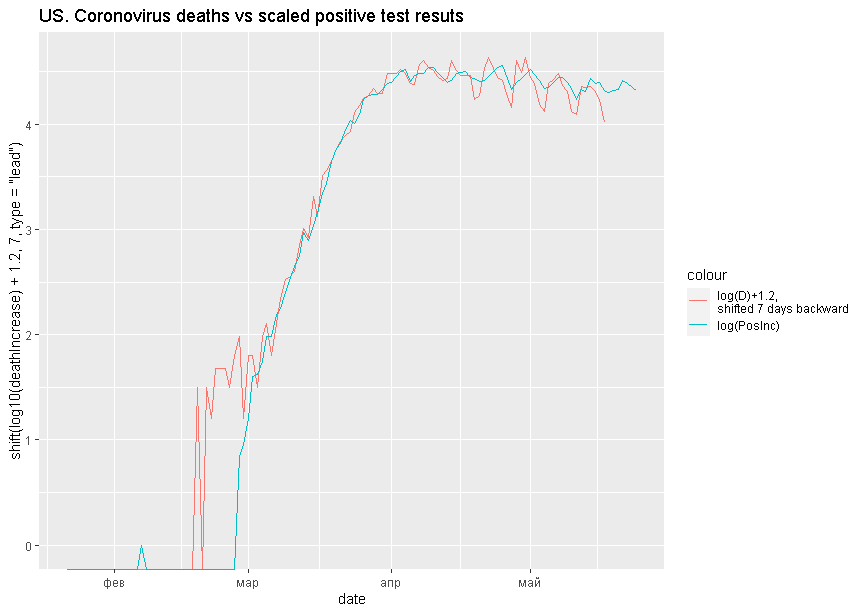 US. Coronovirus deaths vs scaled positive test resuts
shift(log10(deathIncrease) + 1.2, 7, type = "lead")
4
3
2
1
0
фев
мар
апр
май
date
colour
log(D)+1.2,
shifted 7 days backward
log(PosInc)